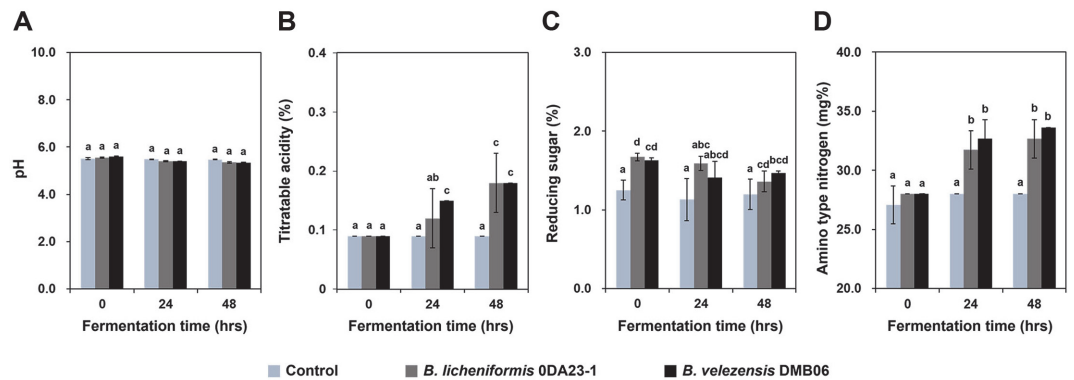 A
10.0
8.0
6.0
4.0
2.0
0.0
pH
a a a
a a a
a a a
0 24 48
Fermentation time (hrs)
B
0.4
0.3
0.2
0.1
0.0
Titratable acidity (%)
a a a
a ab c
a c c
0 24 48
Fermentation time (hrs)
C
3.0
2.0
1.0
0.0
Reducing sugar (%)
a d cd
a abc abcd
a cd bcd
0 24 48
Fermentation time (hrs)
D
40.0
35.0
30.0
25.0
20.0
Amino type nitrogen (mg%)
a a a
a b b
a b b
0 24 48
Fermentation time (hrs)
Control B. licheniformis 0DA23-1 B. velezensis DMB06